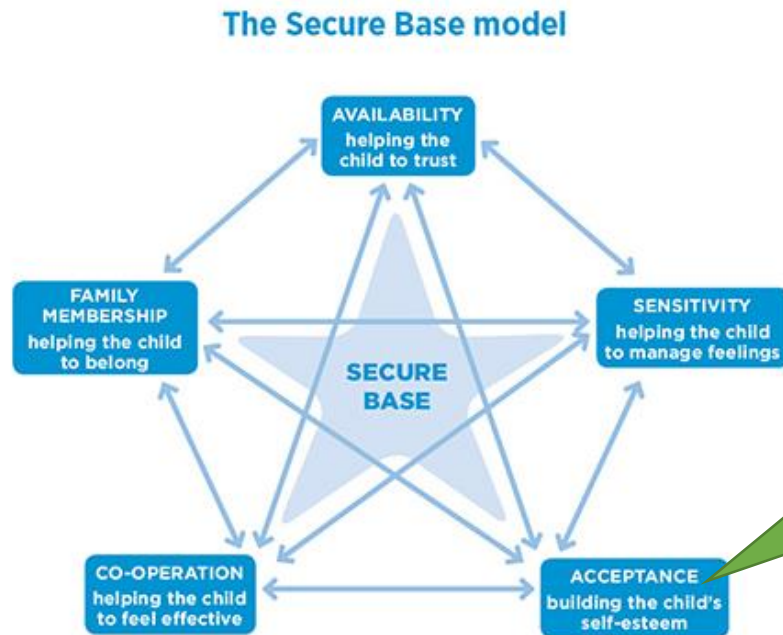 The Secure Base model
AVAILABILITY
helping the
child to trust
FAMILY
MEMBERSHIP
helping the child
to belong
SENSITIVITY
helping the child
to manage feelings
SECURE
BASE
CO-OPERATION
helping the child
to feel effective
ACCEPTANCE
building the child's
self-esteem